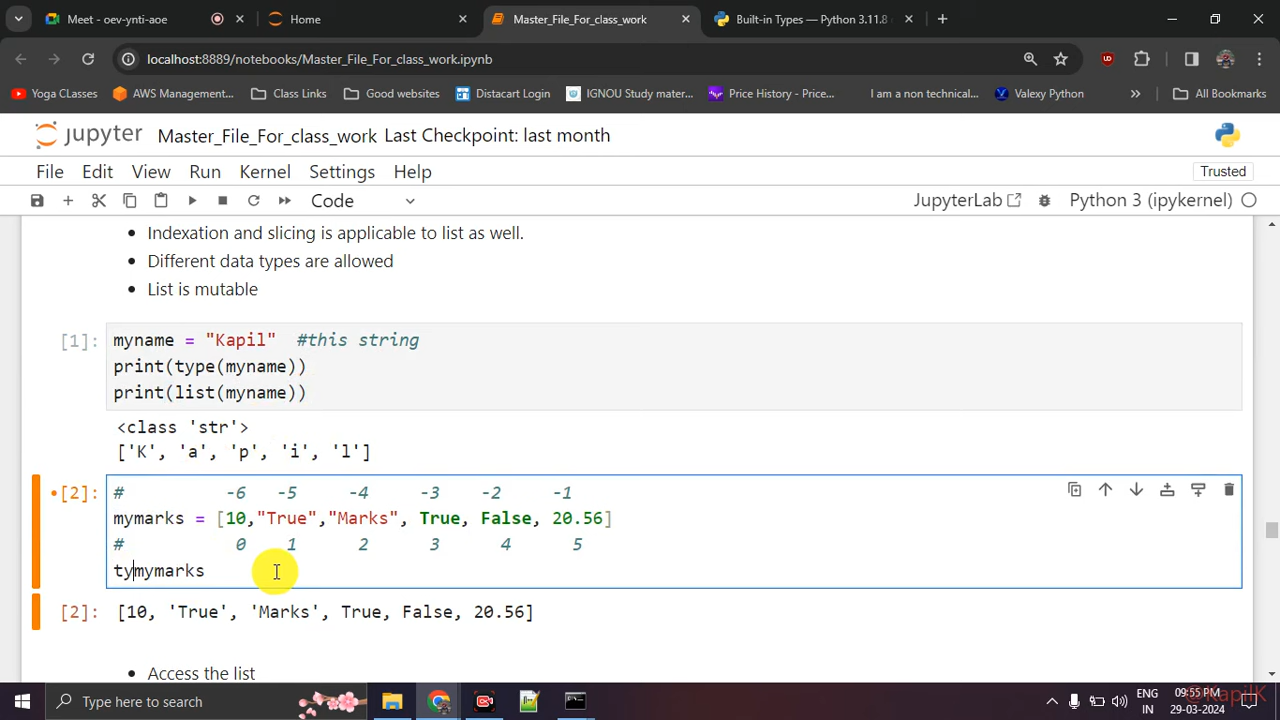 Meet - oev-ynti-aoe
Home
Master_File_For_class_work
Built-in Types — Python 3.11.8
localhost:8889/notebooks/Master_File_For_class_work.ipynb
Yoga Classes
AWS Management...
Class Links
Good websites
Distacart Login
IGNOU Study mater...
Price History - Price...
I am a non technical...
Valexy Python
All Bookmarks
jupyter
Master_File_For_class_work Last Checkpoint: last month
File Edit View Run Kernel Settings Help
Trusted
Code
JupyterLab
Python 3 (ipykernel)
• Indexation and slicing is applicable to list as well.
• Different data types are allowed
• List is mutable
[1]:
myname = "Kapil"  #this string
print(type(myname))
print(list(myname))
<class 'str'>
['K', 'a', 'p', 'i', 'l']
•[2]:
# -6 -5 -4 -3 -2 -1
mymarks = [10,"True","Marks", True, False, 20.56]
# 0 1 2 3 4 5
tymymarks
[2]: [10, 'True', 'Marks', True, False, 20.56]
• Access the list
Type here to search
ENG
IN
09:55 PM
29-03-2024
@KapilK